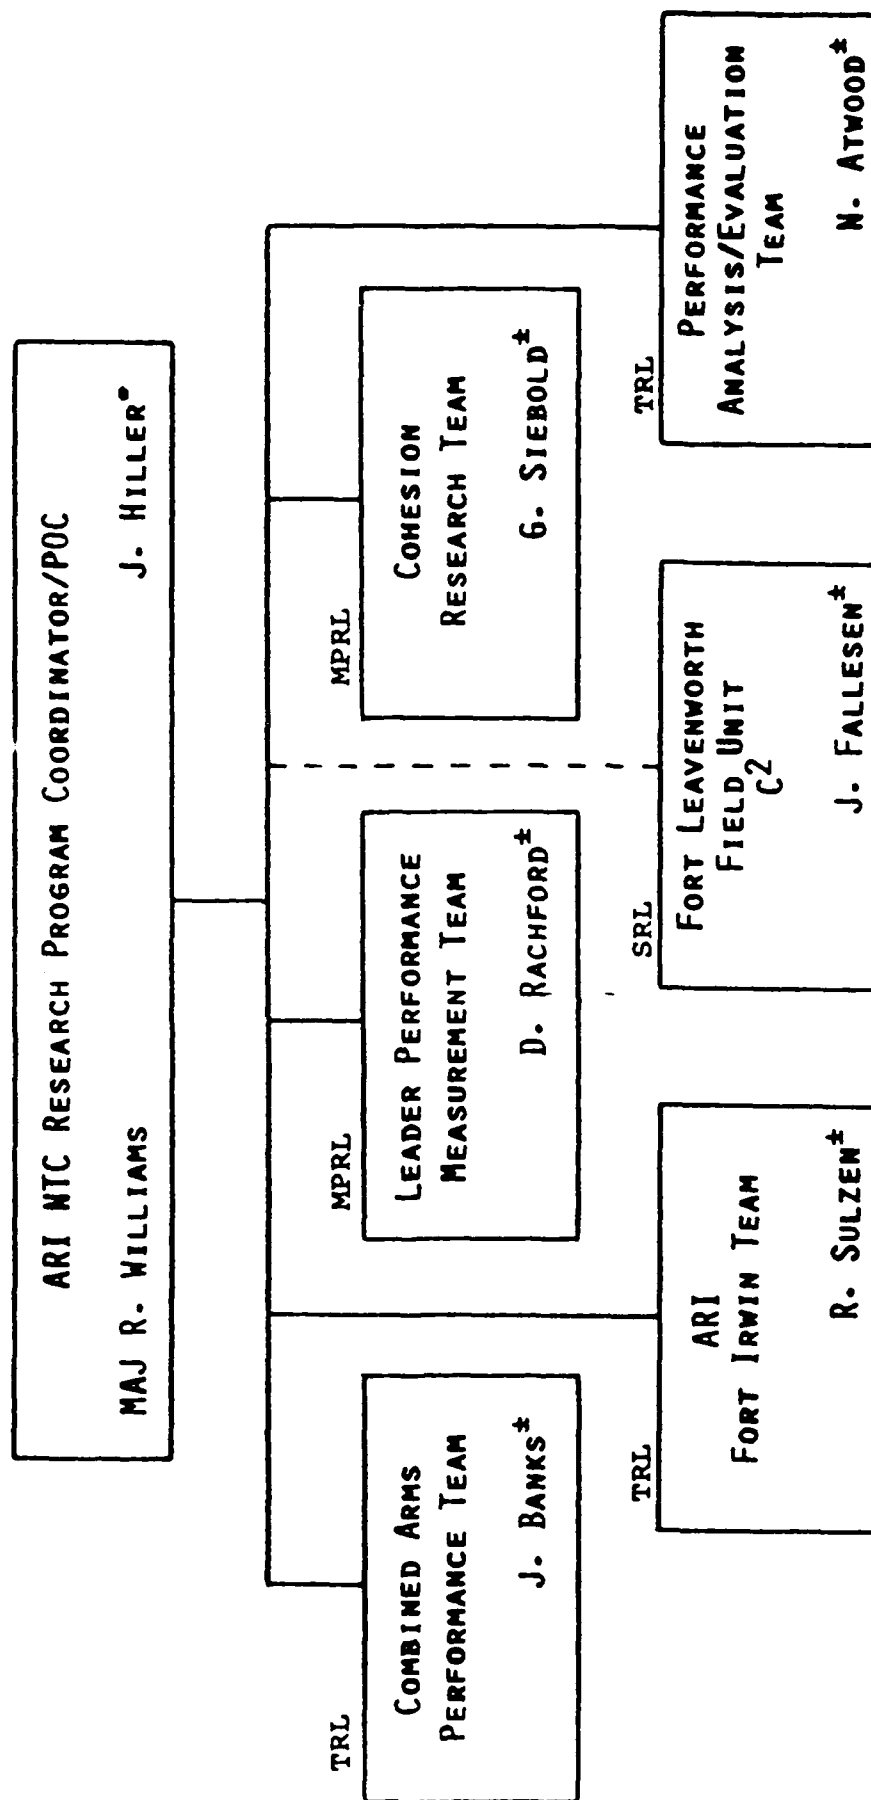 ARI NTC RESEARCH PROGRAM COORDINATOR/POC
MAJ R. WILLIAMS J. HILLER*
TRL
COMBINED ARMS
PERFORMANCE TEAM
J. BANKS±
MPRL
LEADER PERFORMANCE
MEASUREMENT TEAM
D. RACHFORD±
MPRL
COHESION
RESEARCH TEAM
G. SIEBOLD±
TRL
ARI
FORT IRWIN TEAM
R. SULZEN±
SRL
FORT LEAVENWORTH
FIELD UNIT
C2
J. FALLESEN±
TRL
PERFORMANCE
ANALYSIS/EVALUATION
TEAM
N. ATWOOD±